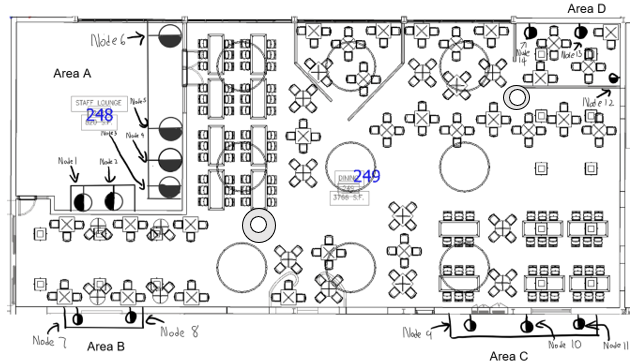 Area D
Node 6
Area A
Node 14
Node 13
Node 12
STAFF LOUNGE
248
Node 5
Node 4
Node 3
Node 1
Node 2
DINING
249
3766 S.F.
Node 7
Node 8
Area B
Node 9
Node 10
Node 11
Area C